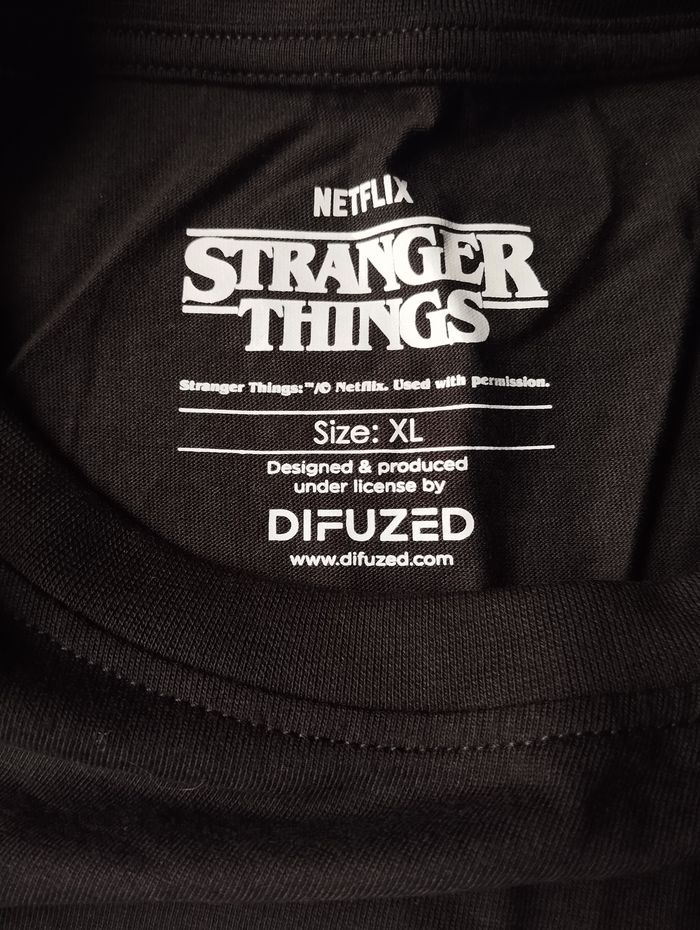 NETFLIX
STRANGER
THINGS
Stranger Things:™/© Netflix. Used with permission.
Size: XL
Designed & produced
under license by
DIFUZED
www.difuzed.com